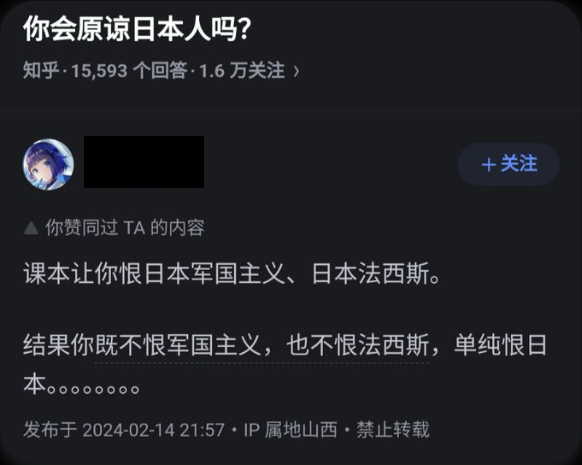 你会原谅日本人吗？
知乎·15,593 个回答·1.6 万关注 ›
+关注
你赞同过 TA 的内容
课本让你恨日本军国主义、日本法西斯。
结果你既不恨军国主义，也不恨法西斯，单纯恨日
本。。。。。。。。
发布于 2024-02-14 21:57・IP 属地山西・禁止转载